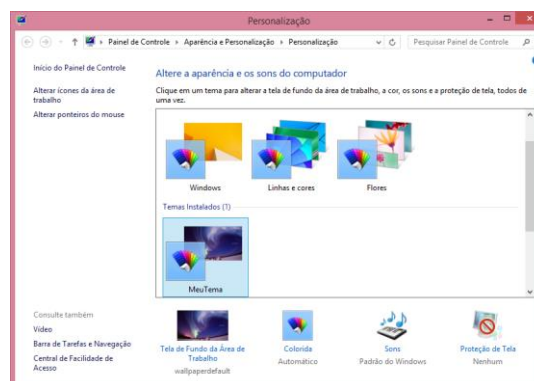 Personalização
Painel de Controle
Aparência e Personalização
Personalização
Pesquisar Painel de Controle
Início do Painel de Controle
Alterar ícones da área de
trabalho
Alterar ponteiros do mouse
Altere a aparência e os sons do computador
Clique em um tema para alterar a tela de fundo da área de trabalho, a cor, os sons e a proteção de tela, todos de
uma vez.
Windows
Linhas e cores
Flores
Temas Instalados (1)
MeuTema
Consulte também
Vídeo
Barra de Tarefas e Navegação
Central de Facilidade de
Acesso
Tela de Fundo da Área de
Trabalho
wallpaperdefault
Colorida
Automático
Sons
Padrão do Windows
Proteção de Tela
Nenhum